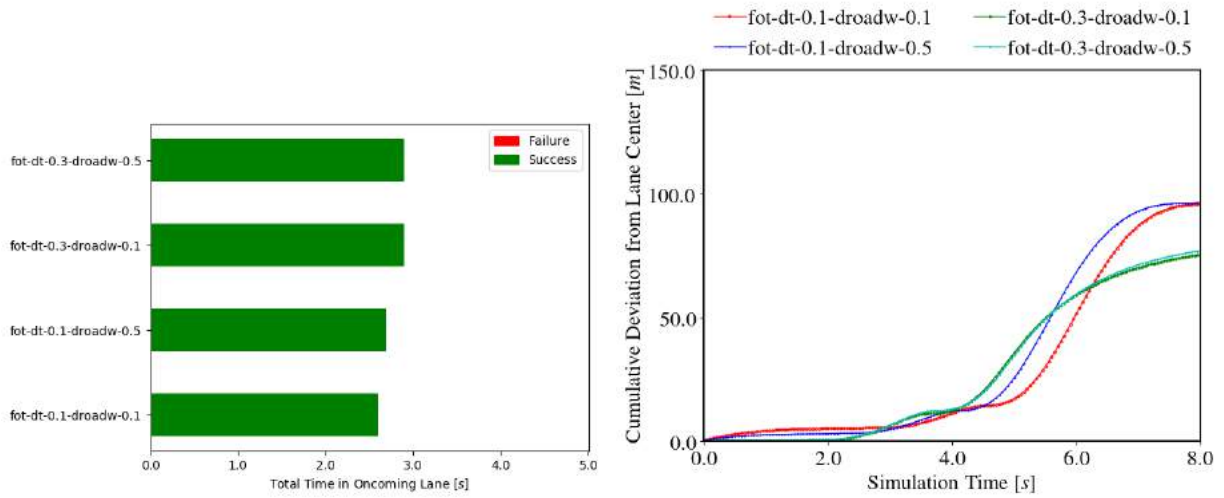 fot-dt-0.3-droadw-0.5
fot-dt-0.3-droadw-0.1
fot-dt-0.1-droadw-0.5
fot-dt-0.1-droadw-0.1
0.0 1.0 2.0 3.0 4.0 5.0
Total Time in Oncoming Lane [s]
Failure
Success
fot-dt-0.1-droadw-0.1 fot-dt-0.3-droadw-0.1
fot-dt-0.1-droadw-0.5 fot-dt-0.3-droadw-0.5
Cumulative Deviation from Lane Center [m]
150.0
100.0
50.0
0.0
0.0 2.0 4.0 6.0 8.0
Simulation Time [s]